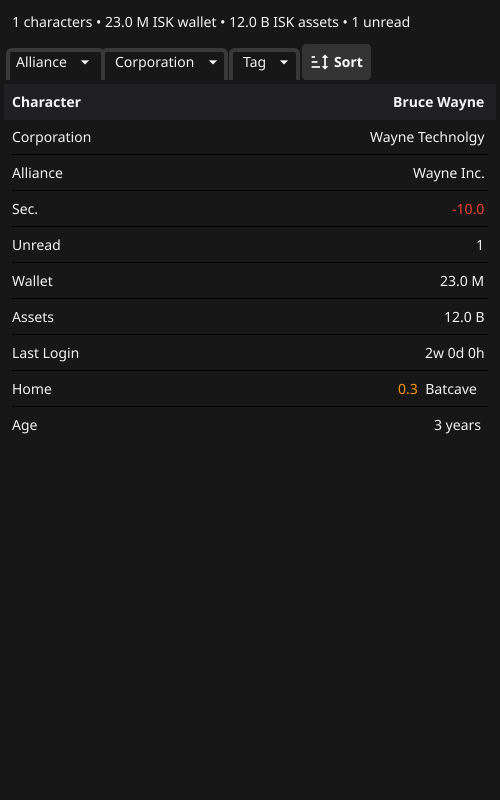 1 characters • 23.0 M ISK wallet • 12.0 B ISK assets • 1 unread
Alliance Corporation Tag Sort
Character Bruce Wayne
Corporation Wayne Technolgy
Alliance Wayne Inc.
Sec. -10.0
Unread 1
Wallet 23.0 M
Assets 12.0 B
Last Login 2w 0d 0h
Home 0.3 Batcave
Age 3 years